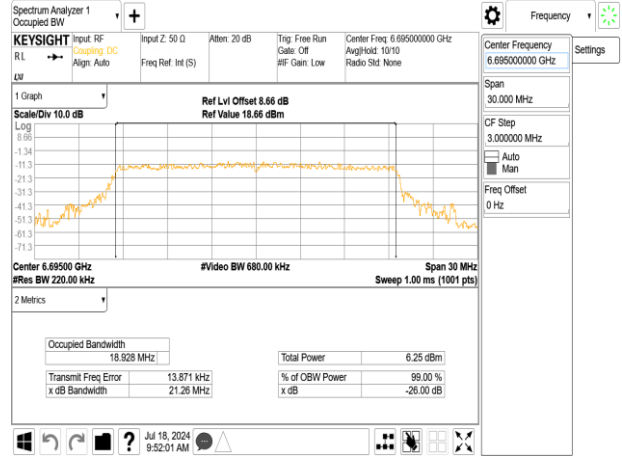 Spectrum Analyzer 1
Occupied BW
Frequency
KEYSIGHT
Input: RF
Coupling: DC
Align: Auto
Input Z: 50 Ω
Freq Ref: Int (S)
Atten: 20 dB
Trig: Free Run
Gate: Off
#IF Gain: Low
Center Freq: 6.695000000 GHz
Avg|Hold: 10/10
Radio Std: None
RL
LXI
Center Frequency
6.695000000 GHz
Settings
Span
30.000 MHz
CF Step
3.000000 MHz
Auto
Man
Freq Offset
0 Hz
1 Graph
Scale/Div 10.0 dB
Ref Lvl Offset 8.66 dB
Ref Value 18.66 dBm
Log
8.66
-1.34
-11.3
-21.3
-31.3
-41.3
-51.3
-61.3
-71.3
Center 6.69500 GHz
#Video BW 680.00 kHz
Span 30 MHz
#Res BW 220.00 kHz
Sweep 1.00 ms (1001 pts)
2 Metrics
Occupied Bandwidth
18.928 MHz
Total Power
6.25 dBm
Transmit Freq Error
13.871 kHz
% of OBW Power
99.00 %
x dB Bandwidth
21.26 MHz
x dB
-26.00 dB
?
Jul 18, 2024
9:52:01 AM